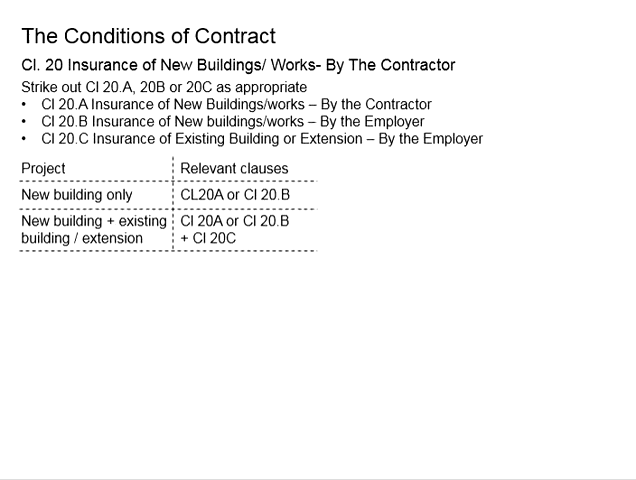 The Conditions of Contract
Cl. 20 Insurance of New Buildings/ Works- By The Contractor
Strike out Cl 20.A, 20B or 20C as appropriate
• Cl 20.A Insurance of New Buildings/works – By the Contractor
• Cl 20.B Insurance of New buildings/works – By the Employer
• Cl 20.C Insurance of Existing Building or Extension – By the Employer
Project Relevant clauses
New building only CL20A or Cl 20.B
New building + existing Cl 20A or Cl 20.B
building / extension + Cl 20C